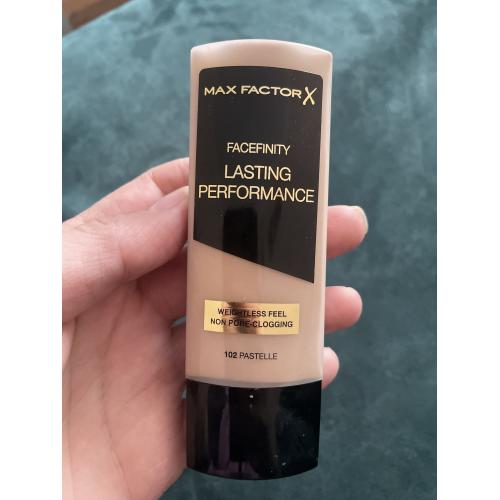 MAX FACTOR X
FACEFINITY
LASTING
PERFORMANCE
WEIGHTLESS FEEL
NON PORE-CLOGGING
102 PASTELLE